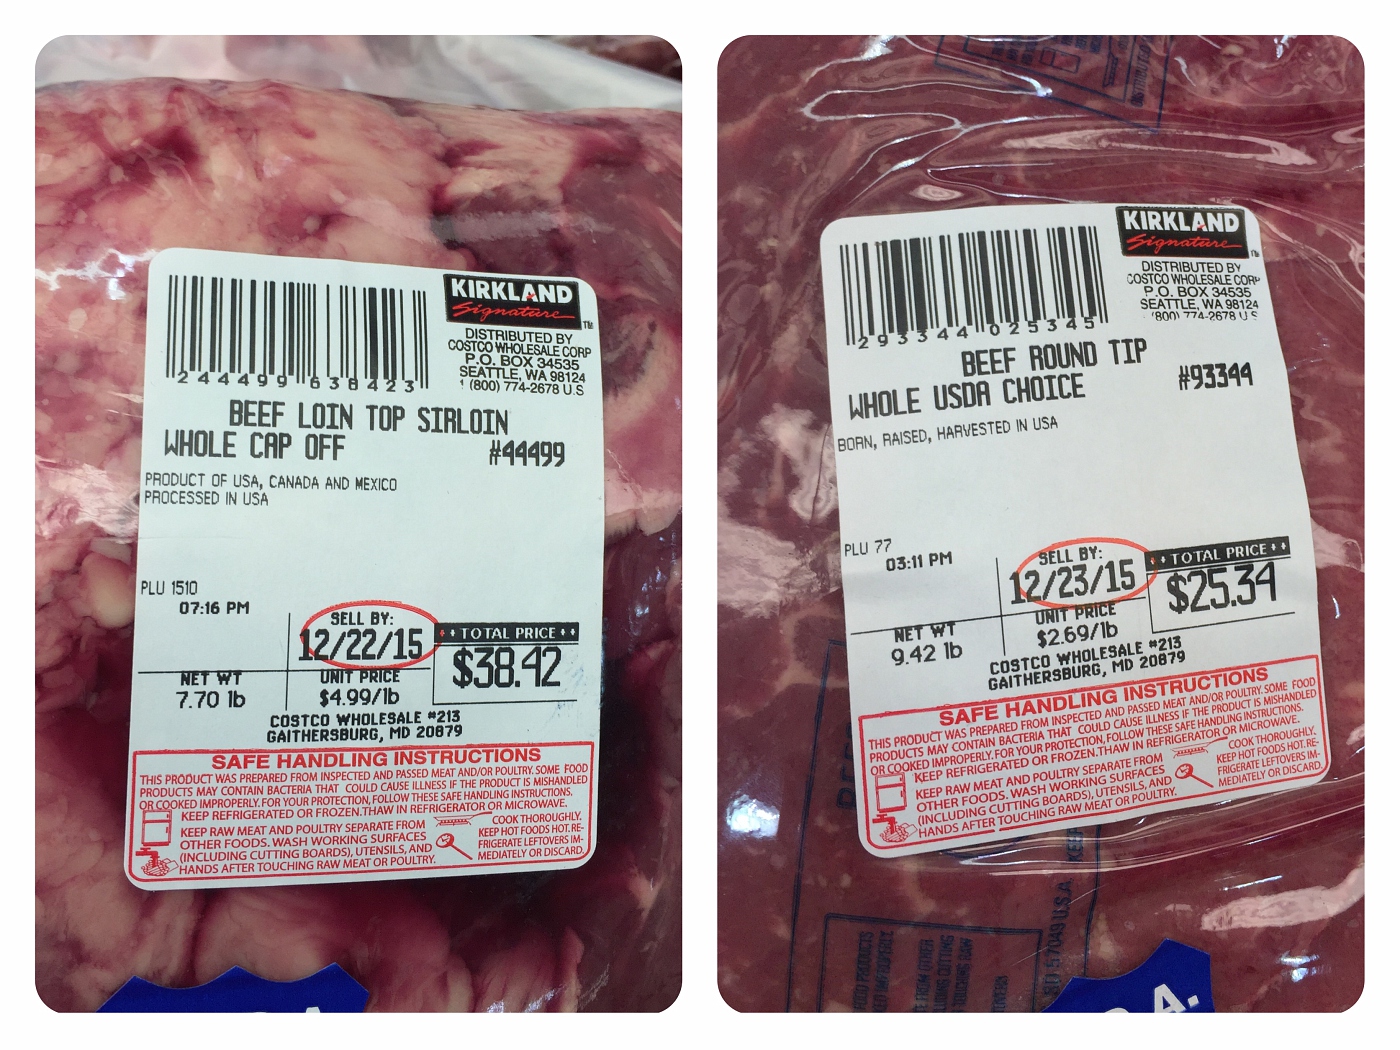 244499 638423
KIRKLAND
Signature
TM
DISTRIBUTED BY
COSTCO WHOLESALE CORP
P.O. BOX 34535
SEATTLE, WA 98124
1 (800) 774-2678 U.S
BEEF LOIN TOP SIRLOIN
WHOLE CAP OFF
#44499
PRODUCT OF USA, CANADA AND MEXICO
PROCESSED IN USA
PLU 1510
07:16 PM
SELL BY:
12/22/15
TOTAL PRICE
$38.42
NET WT
7.70 lb
UNIT PRICE
$4.99/lb
COSTCO WHOLESALE #213
GAITHERSBURG, MD 20879
SAFE HANDLING INSTRUCTIONS
THIS PRODUCT WAS PREPARED FROM INSPECTED AND PASSED MEAT AND/OR POULTRY. SOME FOOD
PRODUCTS MAY CONTAIN BACTERIA THAT COULD CAUSE ILLNESS IF THE PRODUCT IS MISHANDLED
OR COOKED IMPROPERLY. FOR YOUR PROTECTION, FOLLOW THESE SAFE HANDLING INSTRUCTIONS.
KEEP REFRIGERATED OR FROZEN. THAW IN REFRIGERATOR OR MICROWAVE.
KEEP RAW MEAT AND POULTRY SEPARATE FROM
OTHER FOODS. WASH WORKING SURFACES
(INCLUDING CUTTING BOARDS), UTENSILS, AND
HANDS AFTER TOUCHING RAW MEAT OR POULTRY.
COOK THOROUGHLY.
KEEP HOT FOODS HOT. RE-
FRIGERATE LEFTOVERS IM-
MEDIATELY OR DISCARD.
293344 025345
KIRKLAND
Signature
DISTRIBUTED BY
COSTCO WHOLESALE CORP
P.O. BOX 34535
SEATTLE, WA 98124
(800) 774-2678 U S
BEEF ROUND TIP
WHOLE USDA CHOICE
#93344
BORN, RAISED, HARVESTED IN USA
PLU 77
03:11 PM
SELL BY:
12/23/15
TOTAL PRICE
$25.34
NET WT
9.42 lb
UNIT PRICE
$2.69/lb
COSTCO WHOLESALE #213
GAITHERSBURG, MD 20879
SAFE HANDLING INSTRUCTIONS
THIS PRODUCT WAS PREPARED FROM INSPECTED AND PASSED MEAT AND/OR POULTRY. SOME FOOD
PRODUCTS MAY CONTAIN BACTERIA THAT COULD CAUSE ILLNESS IF THE PRODUCT IS MISHANDLED
OR COOKED IMPROPERLY. FOR YOUR PROTECTION, FOLLOW THESE SAFE HANDLING INSTRUCTIONS.
KEEP REFRIGERATED OR FROZEN. THAW IN REFRIGERATOR OR MICROWAVE.
KEEP RAW MEAT AND POULTRY SEPARATE FROM
OTHER FOODS. WASH WORKING SURFACES
(INCLUDING CUTTING BOARDS), UTENSILS, AND
HANDS AFTER TOUCHING RAW MEAT OR POULTRY.
COOK THOROUGHLY.
KEEP HOT FOODS HOT. RE-
FRIGERATE LEFTOVERS IM-
MEDIATELY OR DISCARD.
57049 U.S.A.
A.